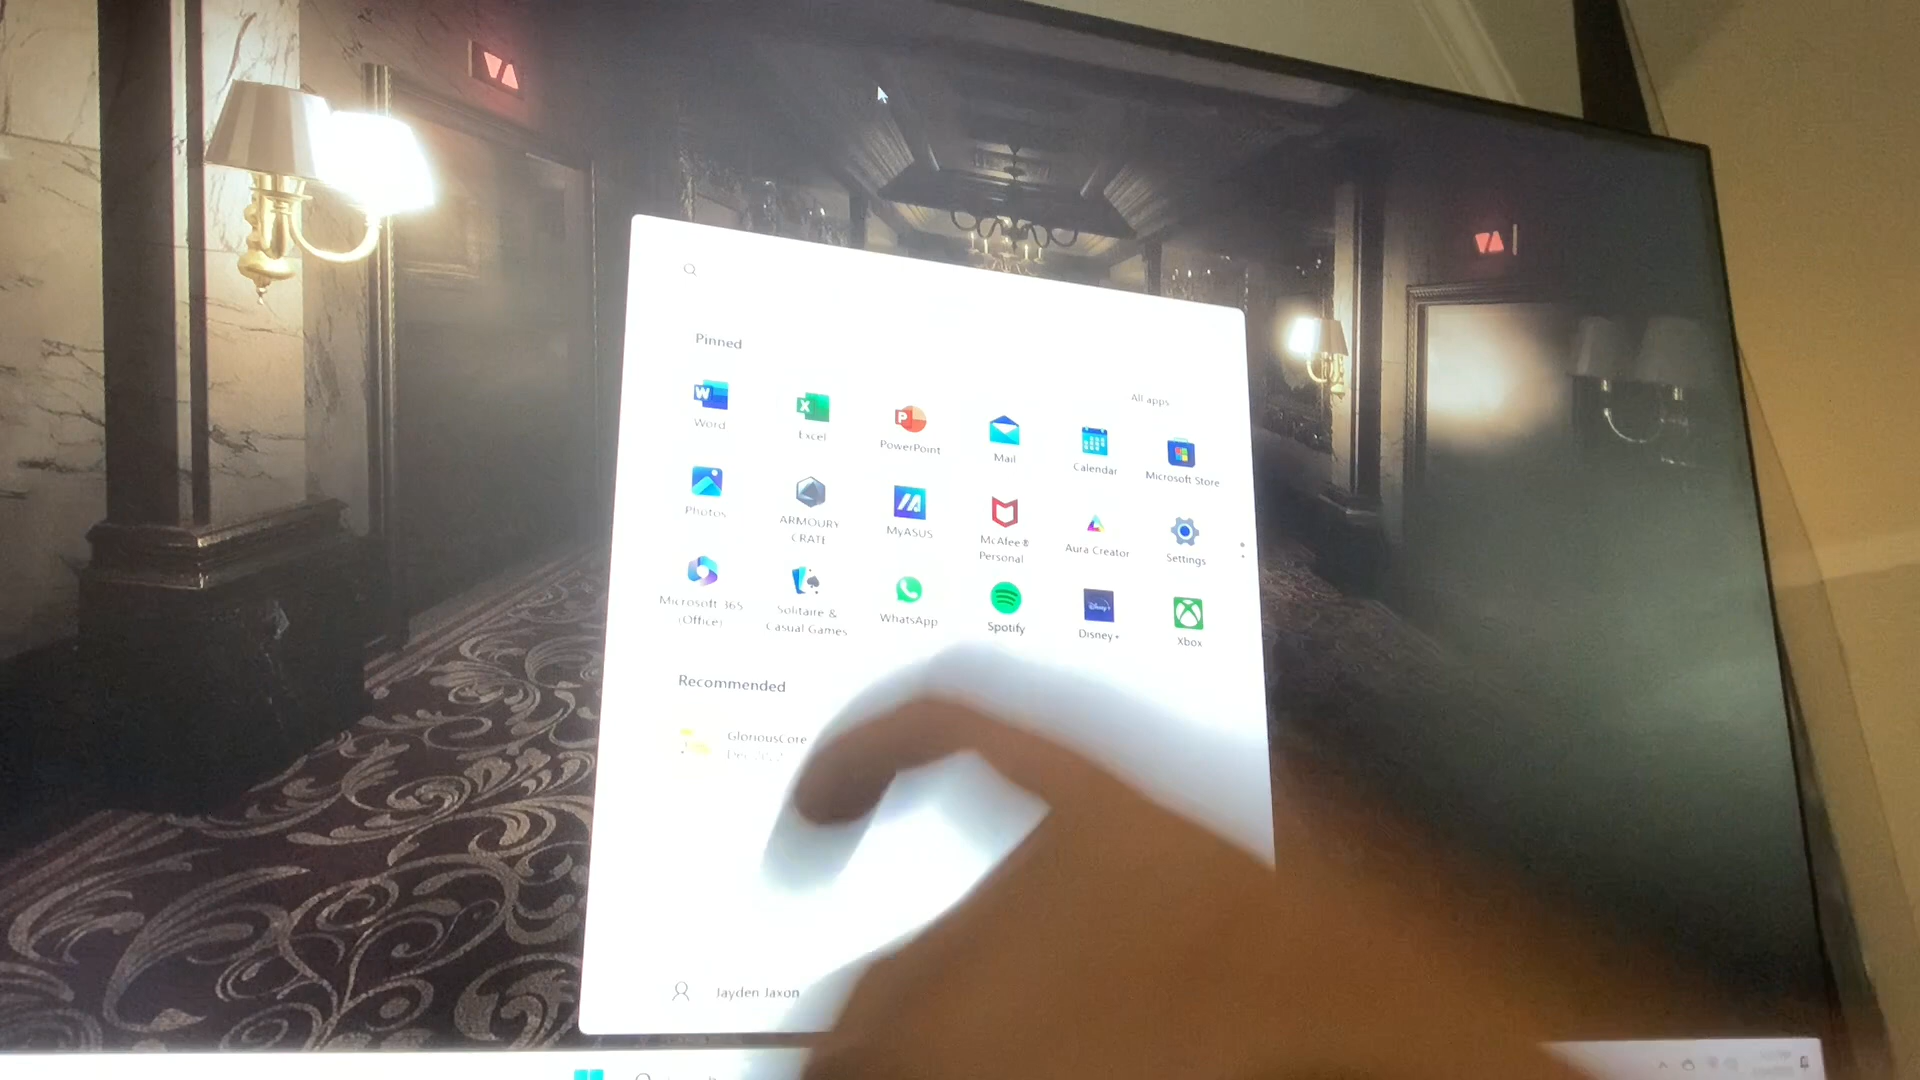 Pinned
All apps
Word
Excel
PowerPoint
Mail
Calendar
Microsoft Store
Photos
ARMOURY
CRATE
MyASUS
McAfee®
Personal
Aura Creator
Settings
Microsoft 365
(Office)
Solitaire &
Casual Games
WhatsApp
Spotify
Disney+
Xbox
Recommended
GloriousCore
Jayden Jaxon